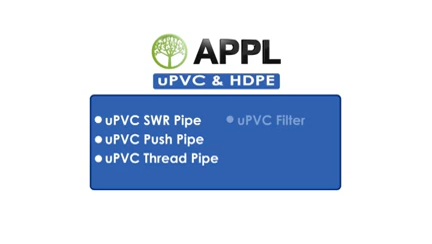 APPL
uPVC & HDPE
uPVC SWR Pipe
uPVC Filter
uPVC Push Pipe
uPVC Thread Pipe